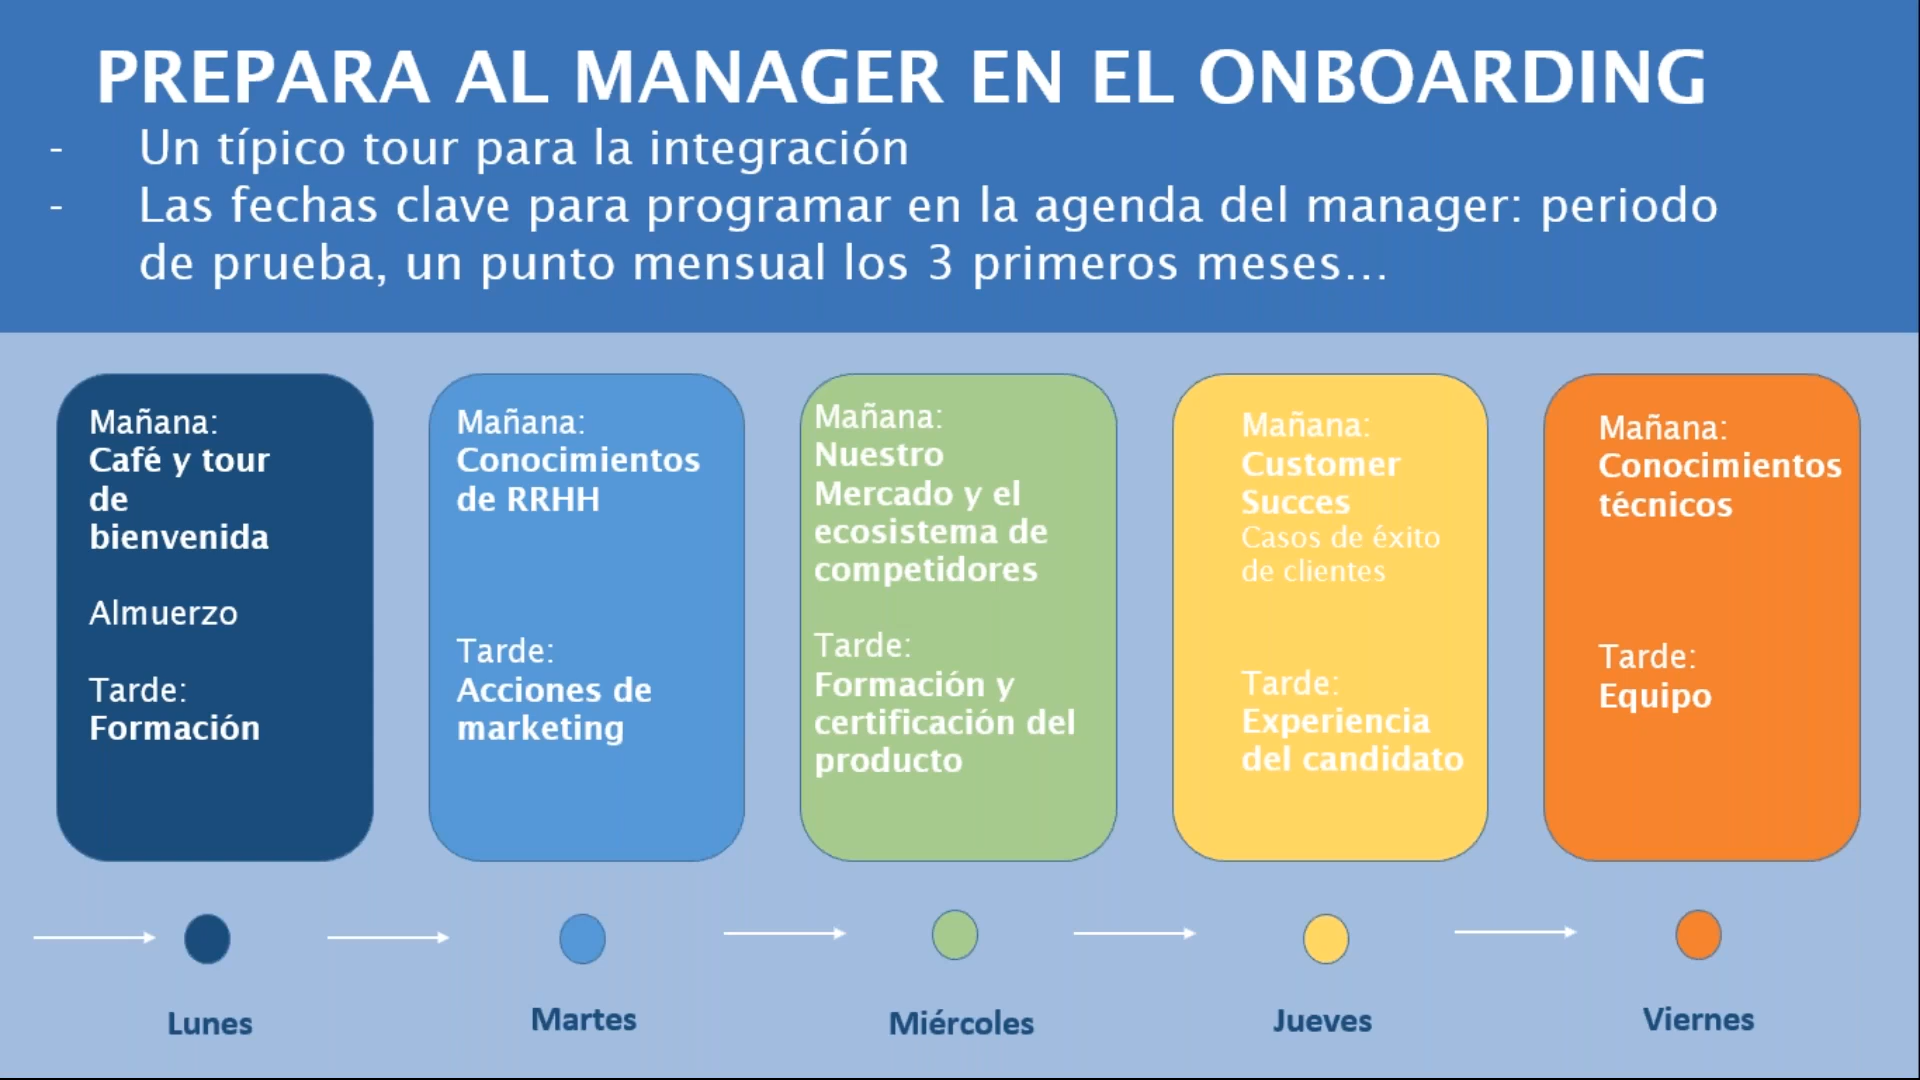 PREPARA AL MANAGER EN EL ONBOARDING
- Un típico tour para la integración
- Las fechas clave para programar en la agenda del manager: periodo
de prueba, un punto mensual los 3 primeros meses...
Mañana:
Café y tour
de
bienvenida
Almuerzo
Tarde:
Formación
Mañana:
Conocimientos
de RRHH
Tarde:
Acciones de
marketing
Mañana:
Nuestro
Mercado y el
ecosistema de
competidores
Tarde:
Formación y
certificación del
producto
Mañana:
Customer
Succes
Casos de éxito
de clientes
Tarde:
Experiencia
del candidato
Mañana:
Conocimientos
técnicos
Tarde:
Equipo
Lunes
Martes
Miércoles
Jueves
Viernes